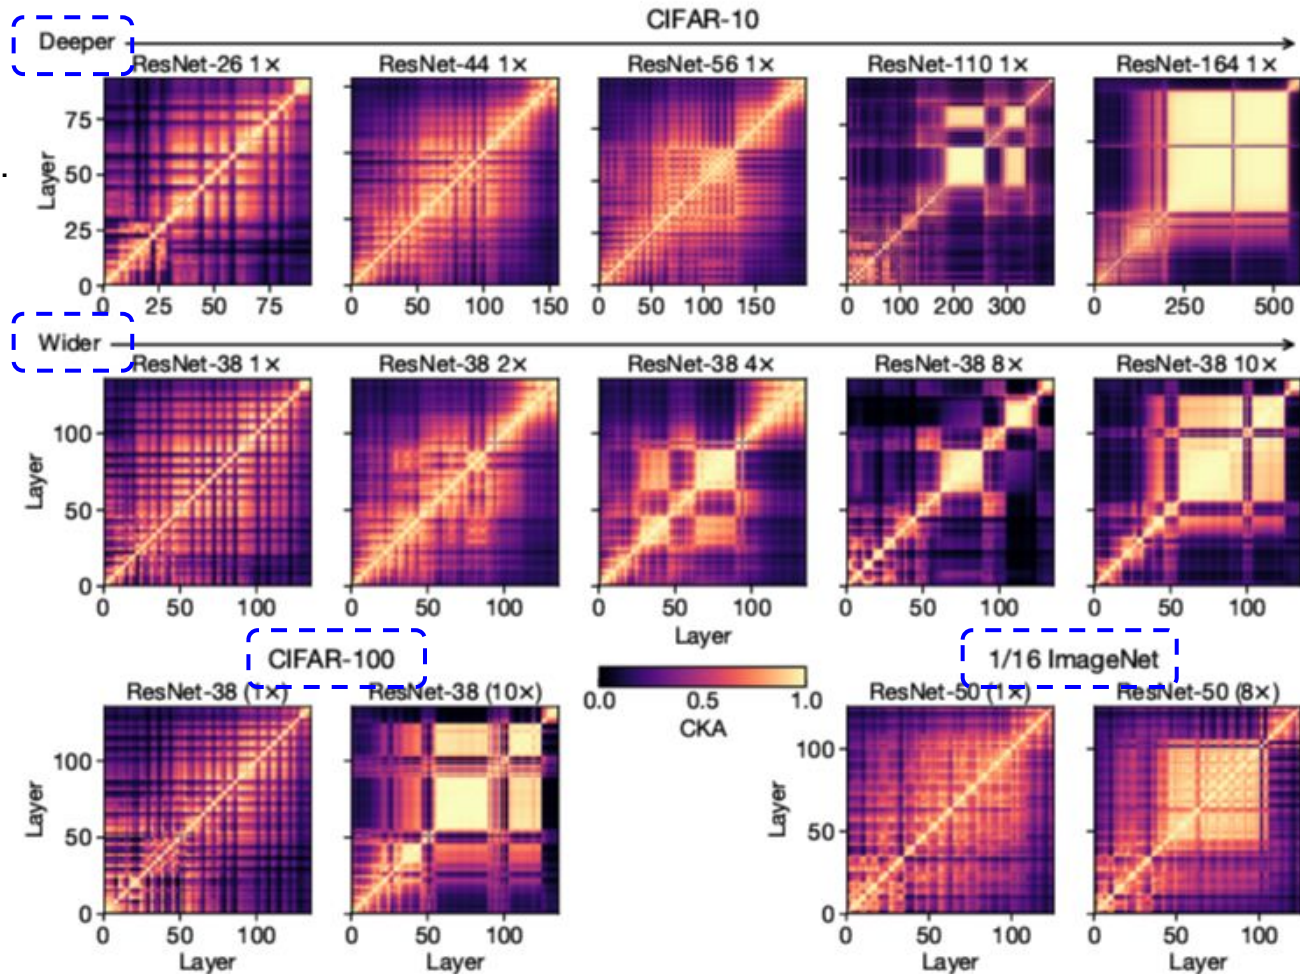 CIFAR-10
Deeper
ResNet-26 1× ResNet-44 1× ResNet-56 1× ResNet-110 1× ResNet-164 1×
75
50
25
0
Layer
0 25 50 75 0 50 100 150 0 50 100 150 0 100 200 300 0 250 500
Wider
ResNet-38 1× ResNet-38 2× ResNet-38 4× ResNet-38 8× ResNet-38 10×
100
50
0
Layer
0 50 100 0 50 100 0 50 100 0 50 100 0 50 100
Layer
CIFAR-100 1/16 ImageNet
ResNet-38 (1×) ResNet-38 (10×) ResNet-50 (1×) ResNet-50 (8×)
0.0 0.5 1.0
CKA
100 100
50 50
0 0
Layer Layer
0 50 100 0 50 100 0 50 100 0 50 100
Layer Layer Layer Layer